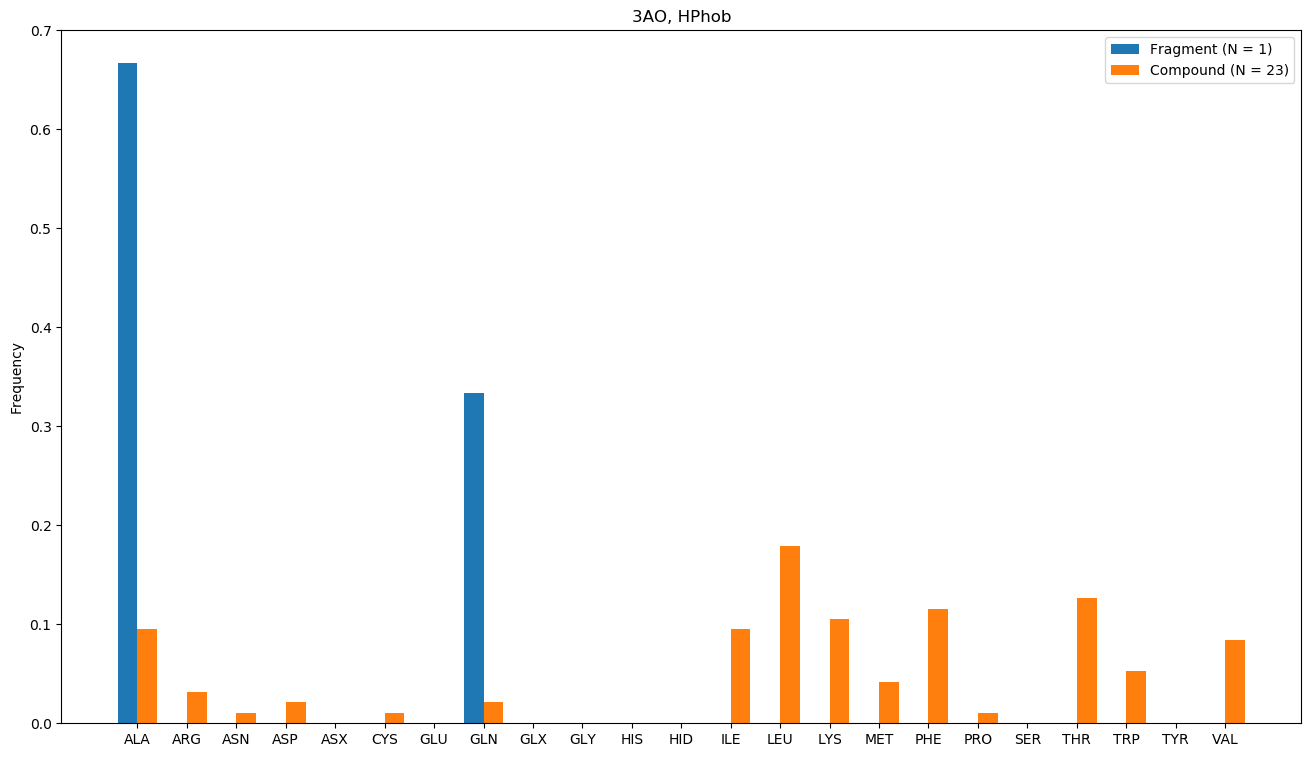 3AO, HPhob
Fragment (N = 1)
Compound (N = 23)
Frequency
0.7
0.6
0.5
0.4
0.3
0.2
0.1
0.0
ALA ARG ASN ASP ASX CYS GLU GLN GLX GLY HIS HID ILE LEU LYS MET PHE PRO SER THR TRP TYR VAL